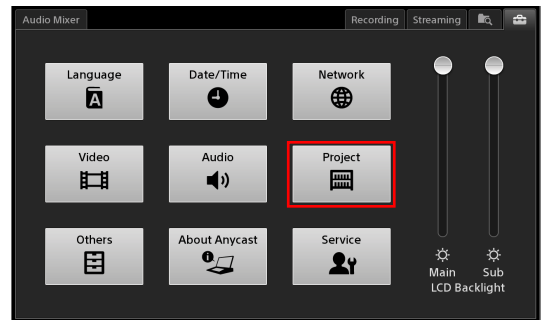 Audio Mixer
Recording
Streaming
Language
Date/Time
Network
A
Video
Audio
Project
Others
About Anycast
Service
Main
Sub
LCD Backlight